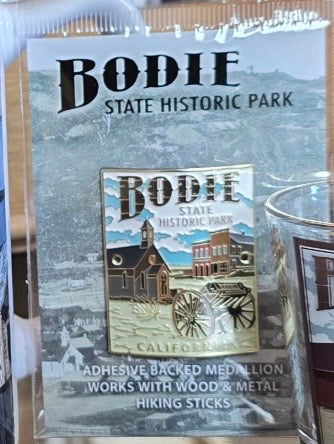 BODIE
STATE HISTORIC PARK
BODIE
STATE
HISTORIC PARK
CALIFORNIA
ADHESIVE BACKED MEDALLION
WORKS WITH WOOD & METAL
HIKING STICKS